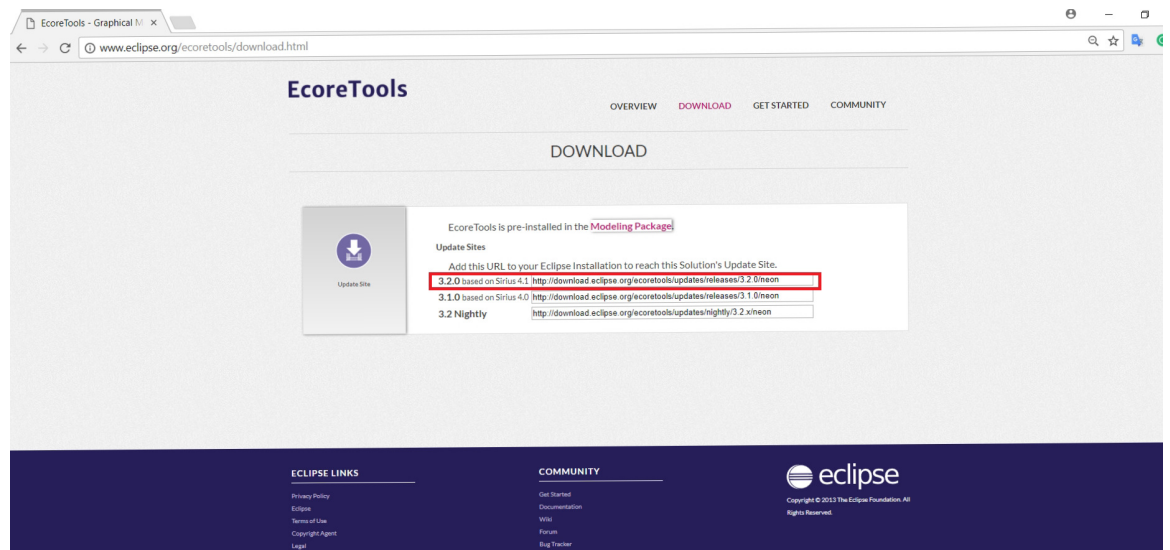 EcoreTools - Graphical M
www.eclipse.org/ecoretools/download.html
EcoreTools
OVERVIEW DOWNLOAD GET STARTED COMMUNITY
DOWNLOAD
EcoreTools is pre-installed in the Modeling Package.
Update Sites
Add this URL to your Eclipse Installation to reach this Solution's Update Site.
Update Site
3.2.0 based on Sirius 4.1 http://download.eclipse.org/ecoretools/updates/releases/3.2.0/neon
3.1.0 based on Sirius 4.0 http://download.eclipse.org/ecoretools/updates/releases/3.1.0/neon
3.2 Nightly http://download.eclipse.org/ecoretools/updates/nightly/3.2.x/neon
ECLIPSE LINKS
Privacy Policy
Eclipse
Terms of Use
Copyright Agent
Legal
COMMUNITY
Get Started
Documentation
Wiki
Forum
Bug Tracker
eclipse
Copyright © 2013 The Eclipse Foundation. All
Rights Reserved.